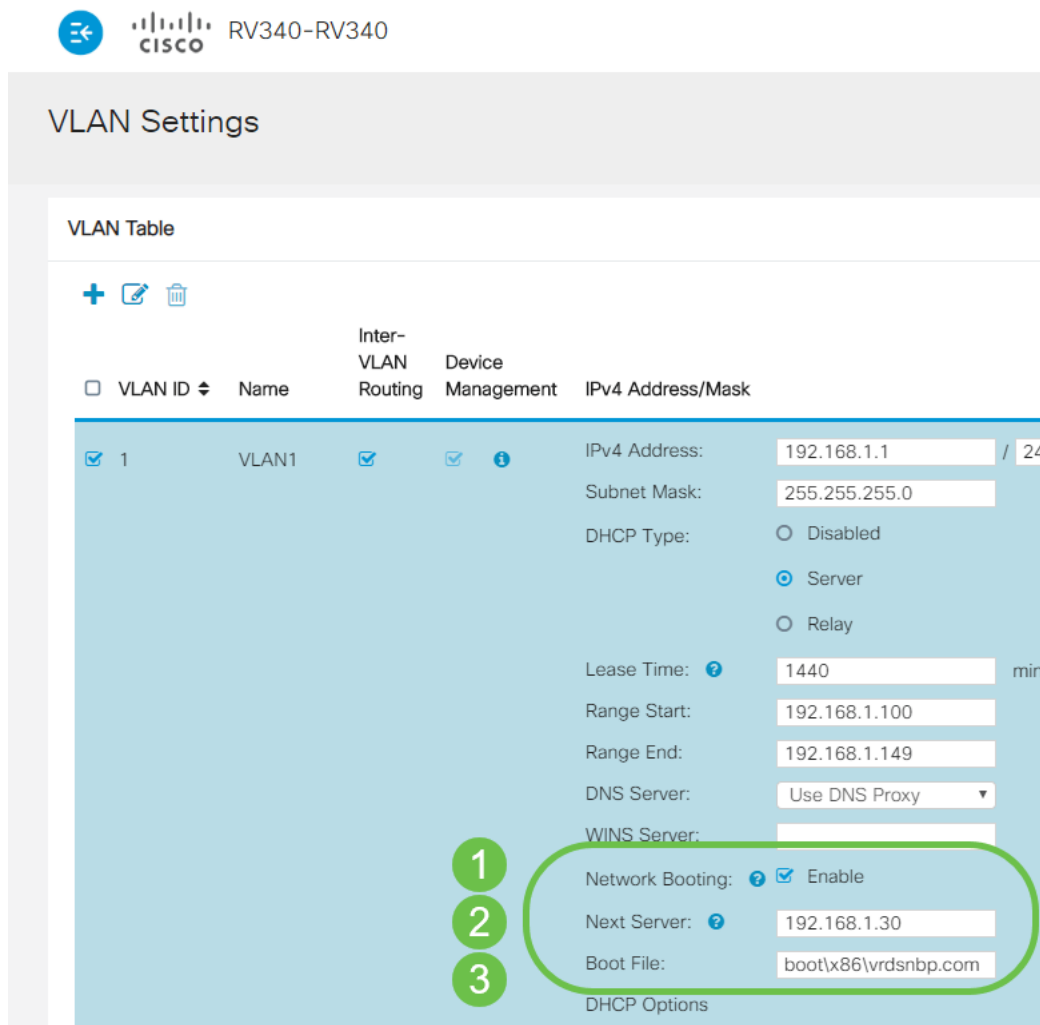 CISCO RV340-RV340
VLAN Settings
VLAN Table
Inter-
VLAN Device
VLAN ID Name Routing Management IPv4 Address/Mask
1 VLAN1 IPv4 Address: 192.168.1.1 / 24
Subnet Mask: 255.255.255.0
DHCP Type: Disabled
Server
Relay
Lease Time: 1440 min
Range Start: 192.168.1.100
Range End: 192.168.1.149
DNS Server: Use DNS Proxy
WINS Server:
1 Network Booting: Enable
2 Next Server: 192.168.1.30
3 Boot File: boot\x86\vrdsnbp.com
DHCP Options